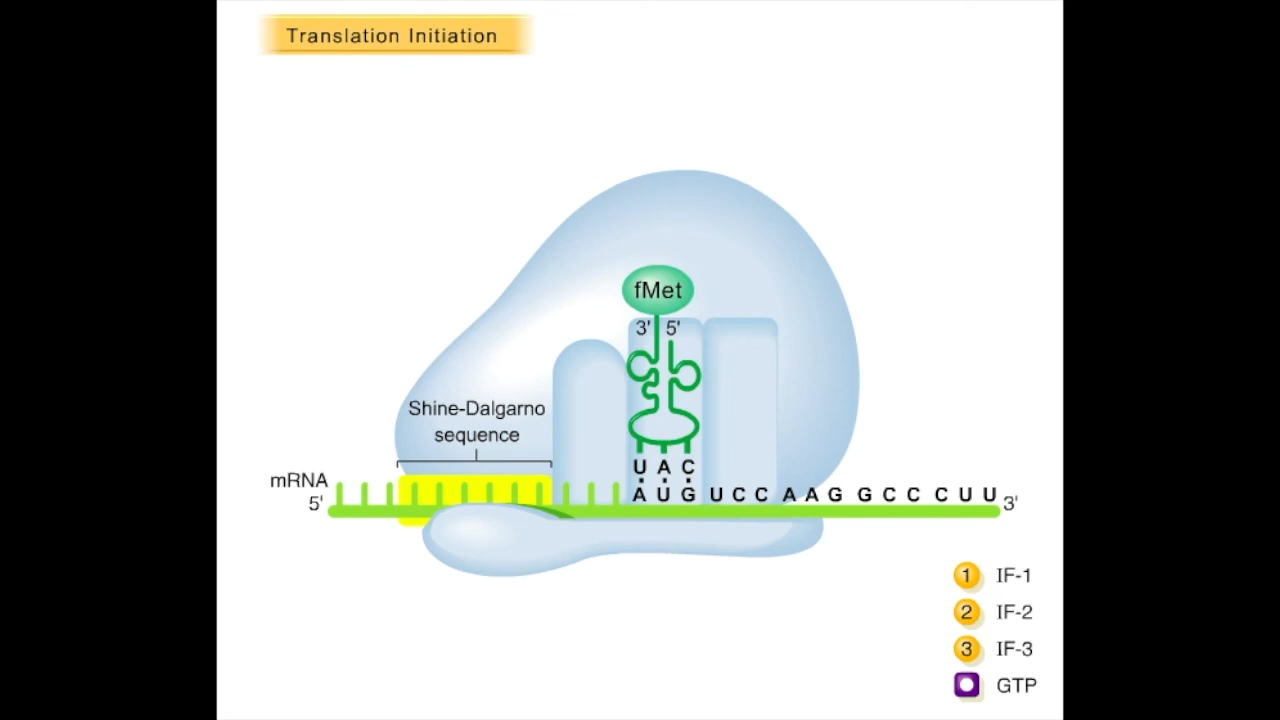 Translation Initiation
fMet
3' 5'
Shine-Dalgarno
sequence
U A C
mRNA
5' A U G U C C A A G G C C C U U 3'
1 IF-1
2 IF-2
3 IF-3
GTP